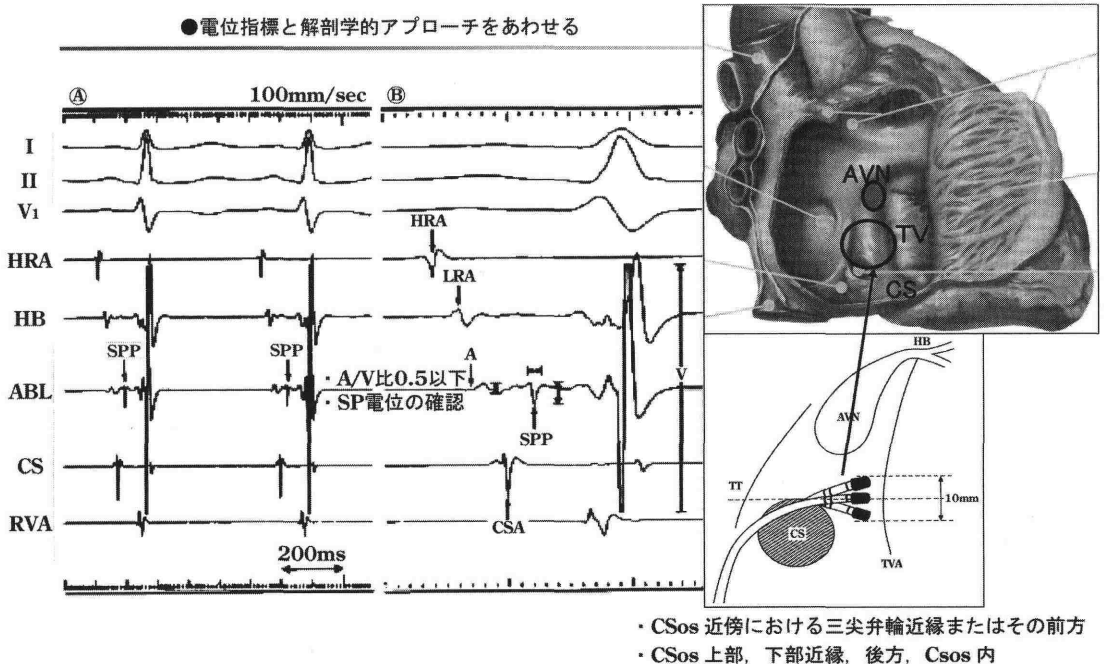 ●電位指標と解剖学的アプローチをあわせる
Ⓐ
100mm/sec
Ⓑ
I
II
V1
HRA
HB
ABL
CS
RVA
SPP
SPP
200ms
・A/V比0.5以下
・SP電位の確認
HRA
LRA
A
SPP
CSA
V
AVN
TV
CS
HB
AVN
TT
CS
10mm
TVA
・CSos 近傍における三尖弁輪近縁またはその前方
・CSos 上部，下部近縁，後方，Csos 内